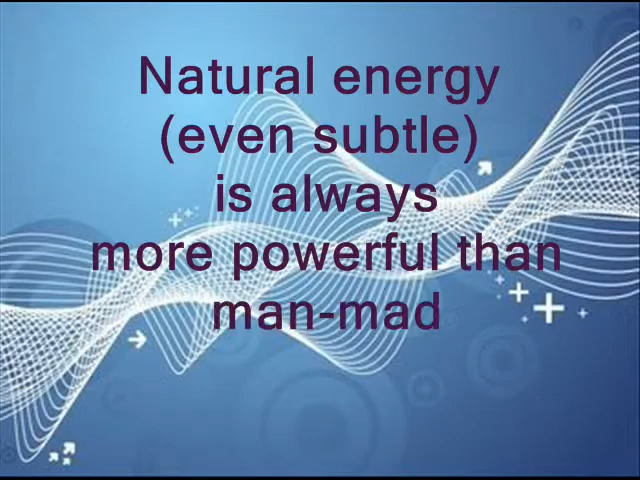 Natural energy
(even subtle)
is always
more powerful than
man-mad